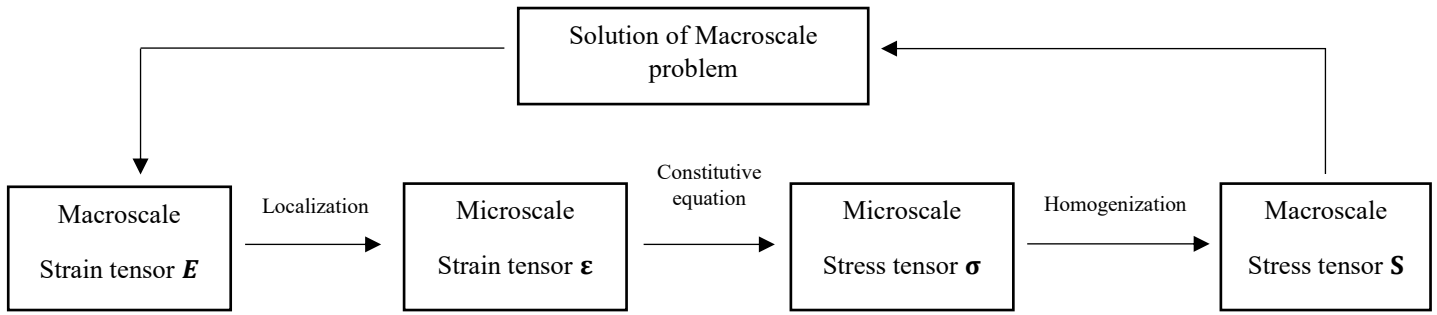 Solution of Macroscale
problem
Macroscale
Strain tensor E
Localization
Microscale
Strain tensor ε
Constitutive
equation
Microscale
Stress tensor σ
Homogenization
Macroscale
Stress tensor S